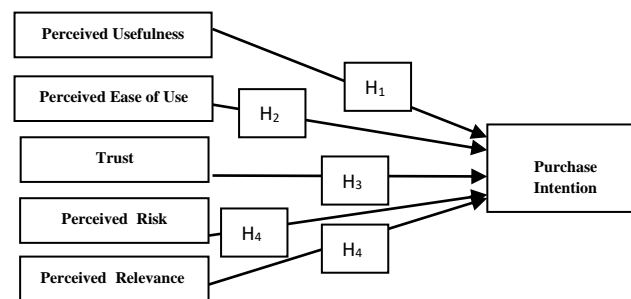 Perceived Usefulness
H₁
Perceived Ease of Use
H₂
Trust
H₃
Purchase
Intention
Perceived Risk
H₄
Perceived Relevance
H₄